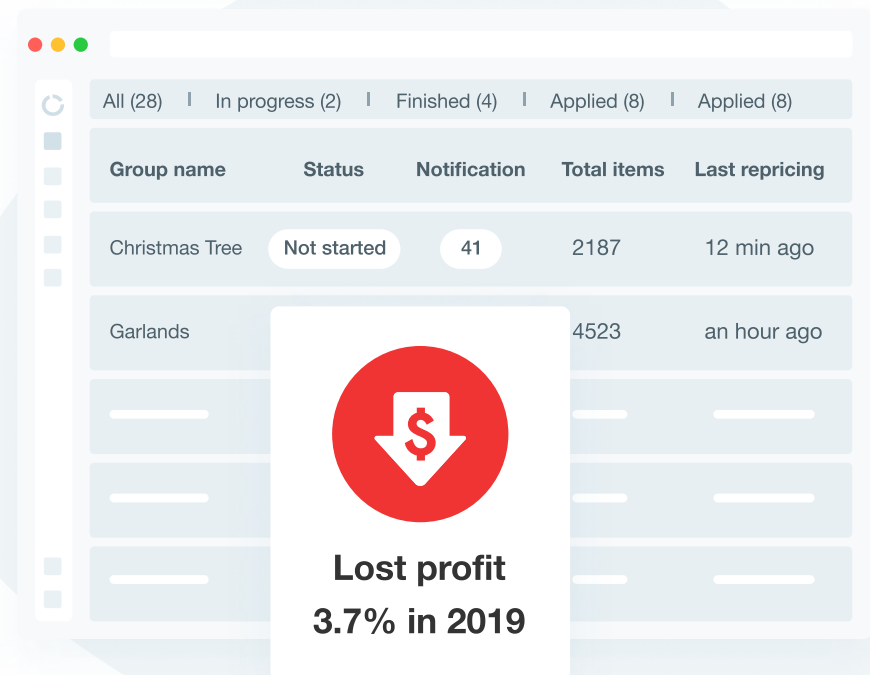 All (28) | In progress (2) | Finished (4) | Applied (8) | Applied (8)
Group name Status Notification Total items Last repricing
Christmas Tree Not started 41 2187 12 min ago
Garlands 4523 an hour ago
$
Lost profit
3.7% in 2019